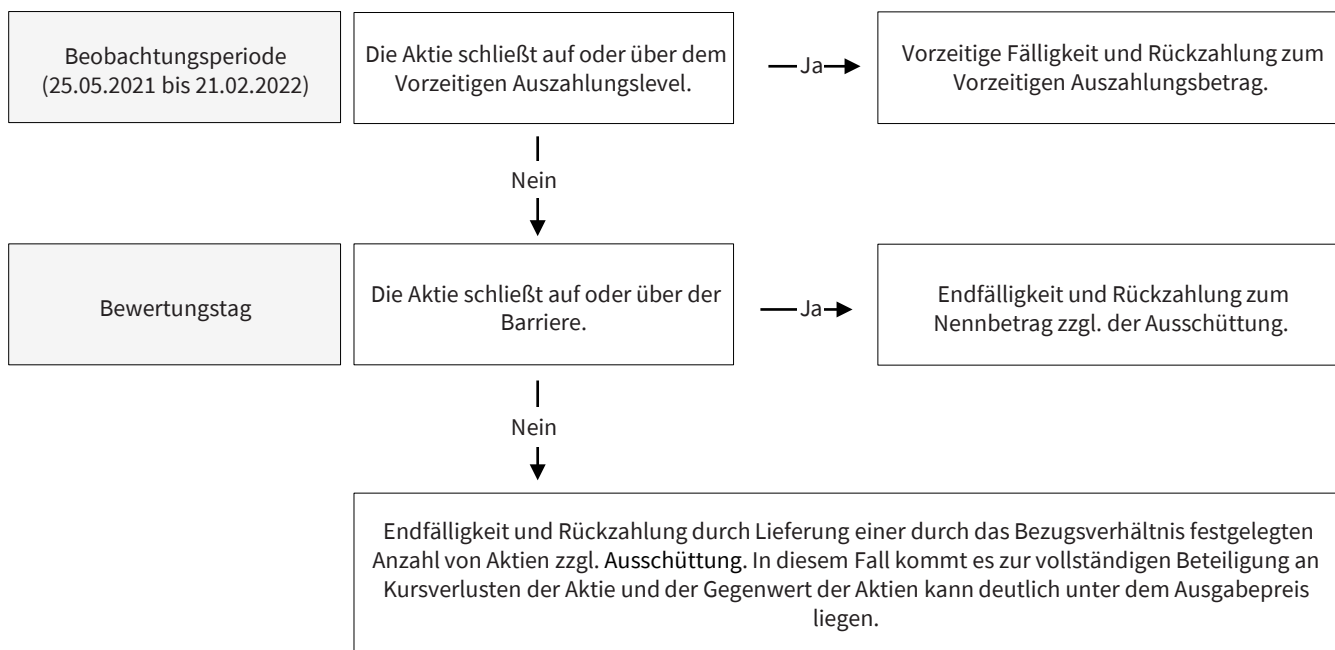 Beobachtungsperiode
(25.05.2021 bis 21.02.2022)
Die Aktie schließt auf oder über dem
Vorzeitigen Auszahlungslevel.
Ja
Vorzeitige Fälligkeit und Rückzahlung zum
Vorzeitigen Auszahlungsbetrag.
Nein
Bewertungstag
Die Aktie schließt auf oder über der
Barriere.
Ja
Endfälligkeit und Rückzahlung zum
Nennbetrag zzgl. der Ausschüttung.
Nein
Endfälligkeit und Rückzahlung durch Lieferung einer durch das Bezugsverhältnis festgelegten
Anzahl von Aktien zzgl. Ausschüttung. In diesem Fall kommt es zur vollständigen Beteiligung an
Kursverlusten der Aktie und der Gegenwert der Aktien kann deutlich unter dem Ausgabepreis
liegen.